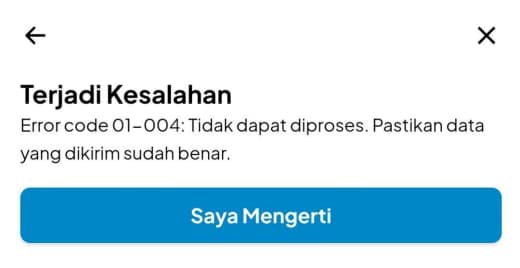 Terjadi Kesalahan
Error code 01-004: Tidak dapat diproses. Pastikan data
yang dikirim sudah benar.
Saya Mengerti